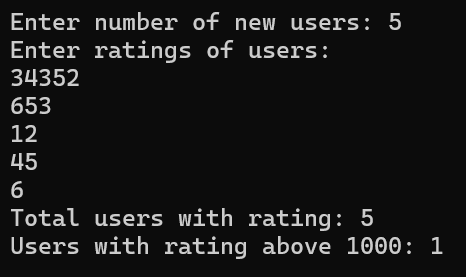 Enter number of new users: 5
Enter ratings of users:
34352
653
12
45
6
Total users with rating: 5
Users with rating above 1000: 1